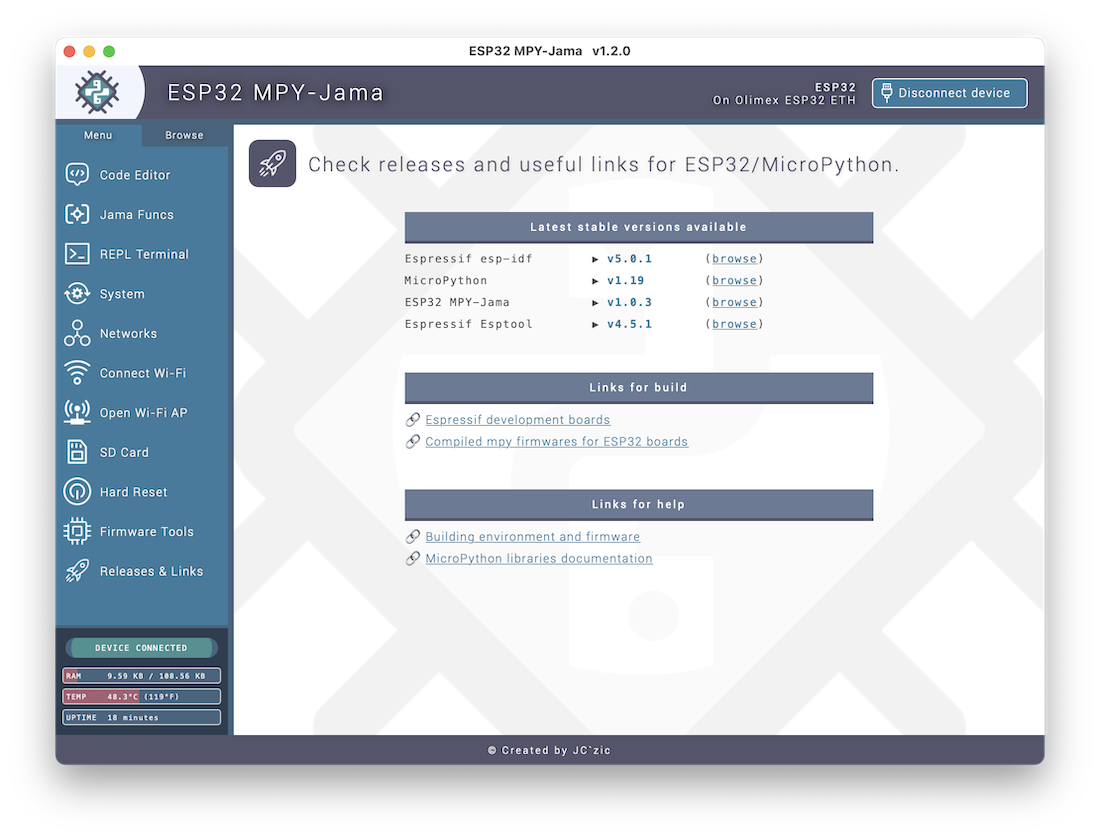 ESP32 MPY-Jama v1.2.0
ESP32 MPY-Jama
ESP32
On Olimex ESP32 ETH
Disconnect device
Menu Browse
Code Editor
Jama Funcs
REPL Terminal
System
Networks
Connect Wi-Fi
Open Wi-Fi AP
SD Card
Hard Reset
Firmware Tools
Releases & Links
DEVICE CONNECTED
RAM 9.59 KB / 108.56 KB
TEMP 48.3°C (119°F)
UPTIME 18 minutes
Check releases and useful links for ESP32/MicroPython.
Latest stable versions available
Espressif esp-idf ► v5.0.1 (browse)
MicroPython ► v1.19 (browse)
ESP32 MPY-Jama ► v1.0.3 (browse)
Espressif Esptool ► v4.5.1 (browse)
Links for build
Espressif development boards
Compiled mpy firmwares for ESP32 boards
Links for help
Building environment and firmware
MicroPython libraries documentation
© Created by JC`zic